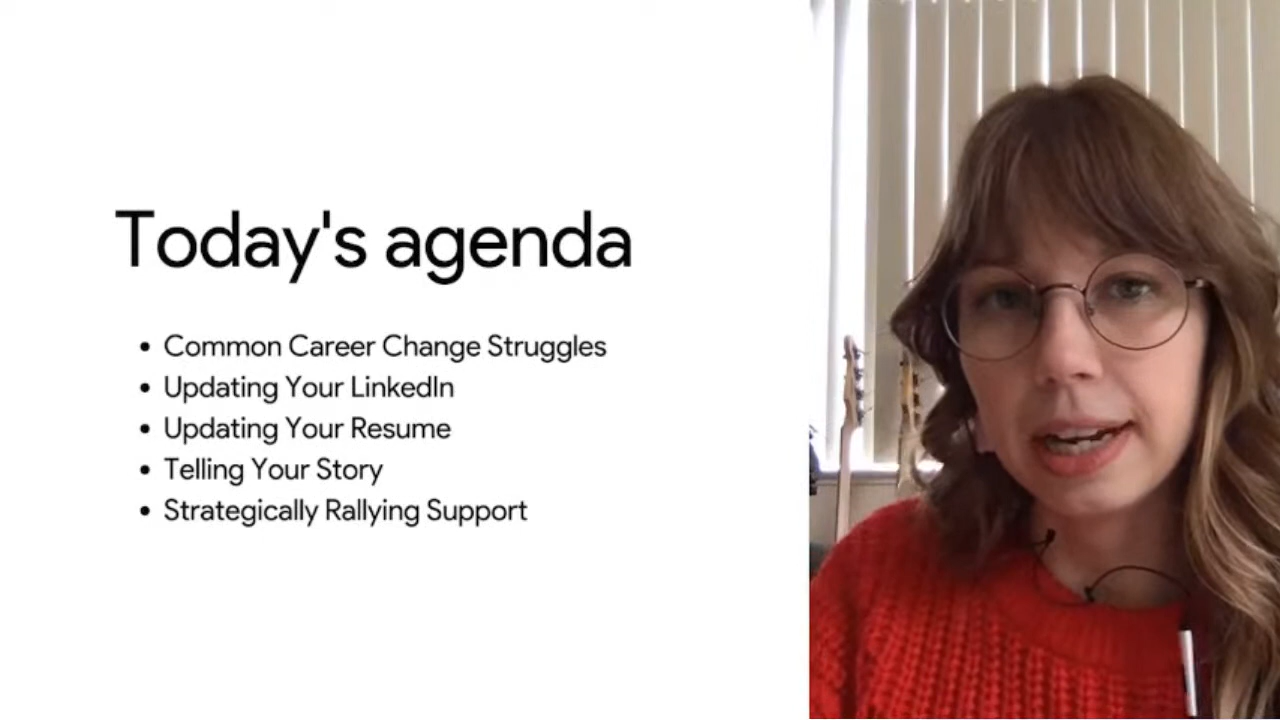 Today's agenda
• Common Career Change Struggles
• Updating Your LinkedIn
• Updating Your Resume
• Telling Your Story
• Strategically Rallying Support